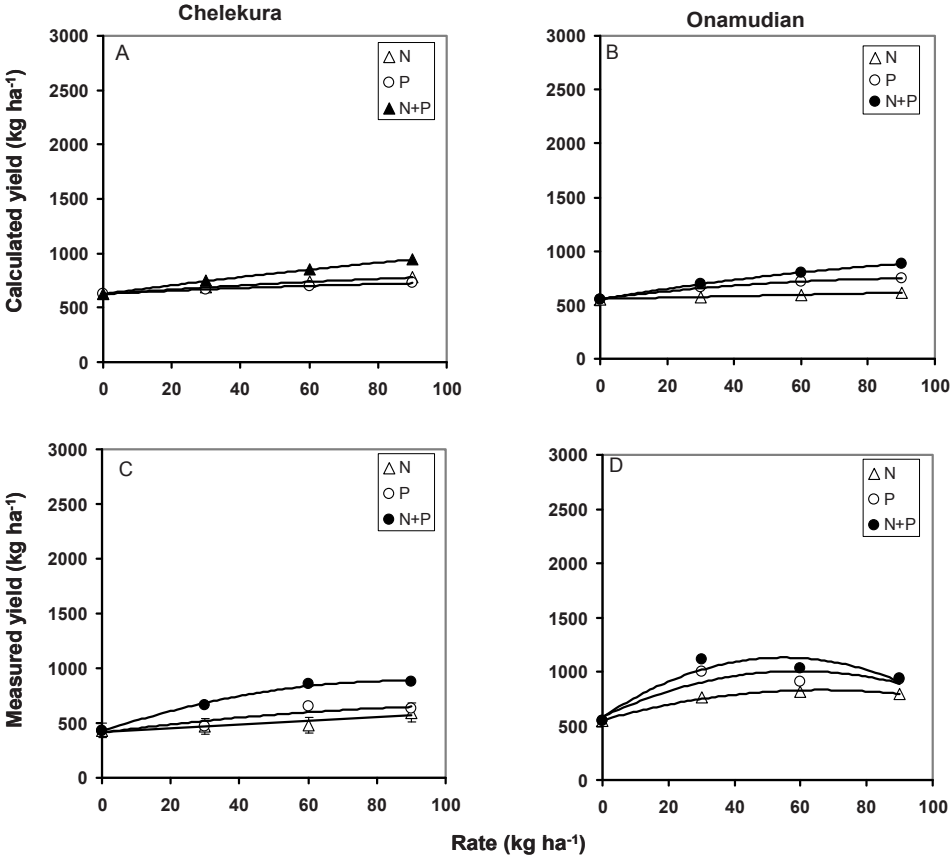 Chelekura
Onamudian
Calculated yield (kg ha-1)
3000
2500
2000
1500
1000
500
0
0 20 40 60 80 100
A
N
P
N+P
3000
2500
2000
1500
1000
500
0
0 20 40 60 80 100
B
N
P
N+P
Measured yield (kg ha-1)
3000
2500
2000
1500
1000
500
0
0 20 40 60 80 100
C
N
P
N+P
3000
2500
2000
1500
1000
500
0
0 20 40 60 80 100
D
N
P
N+P
Rate (kg ha-1)